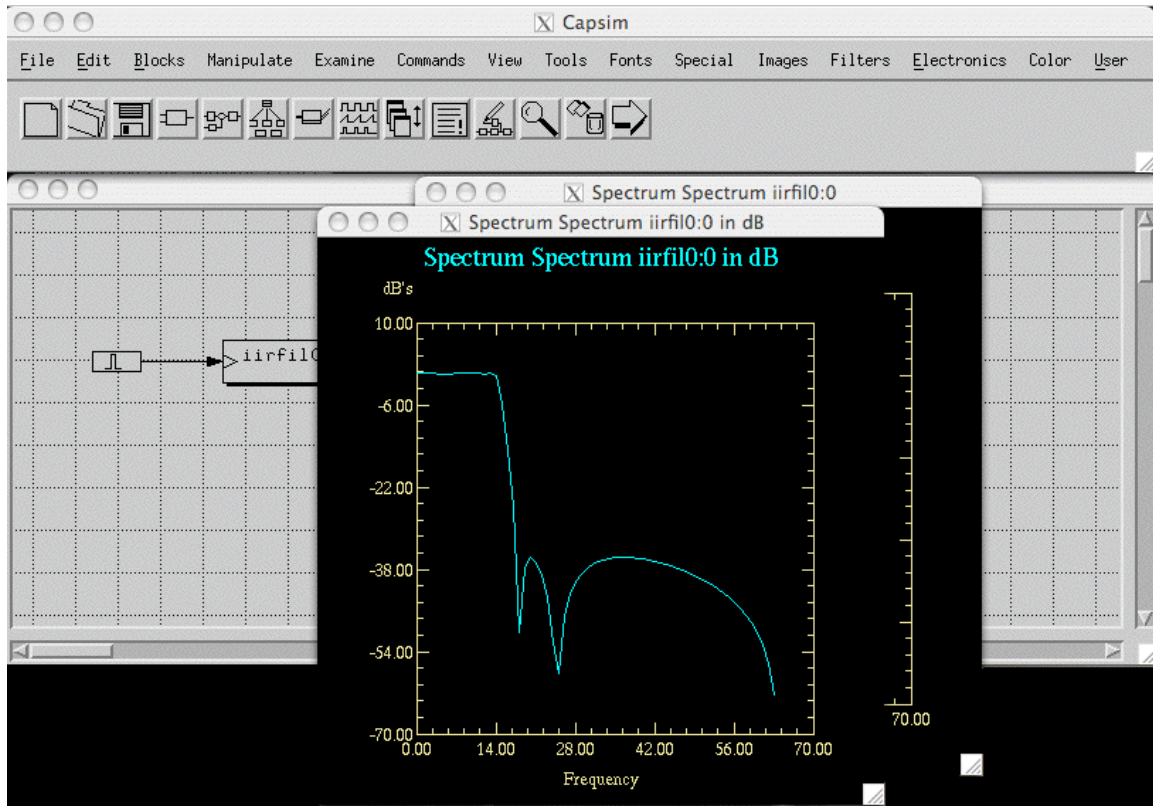 Capsim
File Edit Blocks Manipulate Examine Commands View Tools Fonts Special Images Filters Electronics Color User
Spectrum Spectrum iirfil0:0
Spectrum Spectrum iirfil0:0 in dB
Spectrum Spectrum iirfil0:0 in dB
dB's
10.00
iirfil0
-6.00
-22.00
-38.00
-54.00
-70.00
0.00 14.00 28.00 42.00 56.00 70.00
70.00
Frequency